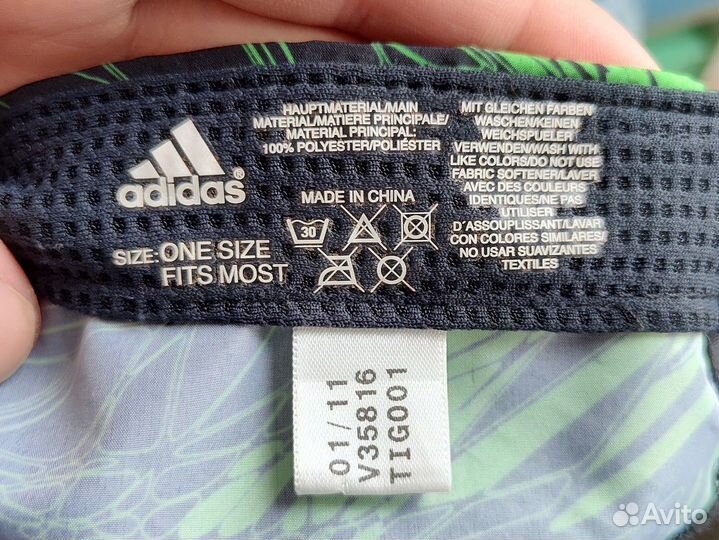 adidas®
SIZE: ONE SIZE
FITS MOST
HAUPTMATERIAL/MAIN
MATERIAL/MATIERE PRINCIPALE/
MATERIAL PRINCIPAL:
100% POLYESTER/POLIÉSTER
MADE IN CHINA
30
MIT GLEICHEN FARBEN
WASCHEN/KEINEN
WEICHSPUELER
VERWENDEN/WASH WITH
LIKE COLORS/DO NOT USE
FABRIC SOFTENER/LAVER
AVEC DES COULEURS
IDENTIQUES/NE PAS
UTILISER
D'ASSOUPLISSANT/LAVAR
CON COLORES SIMILARES/
NO USAR SUAVIZANTES
TEXTILES
01/11
V35816
TIG001
Avito